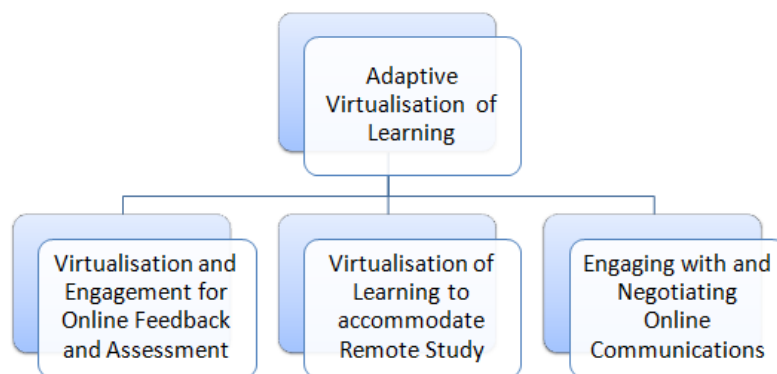 Adaptive
Virtualisation of
Learning
Virtualisation and
Engagement for
Online Feedback
and Assessment
Virtualisation of
Learning to
accommodate
Remote Study
Engaging with and
Negotiating
Online
Communications